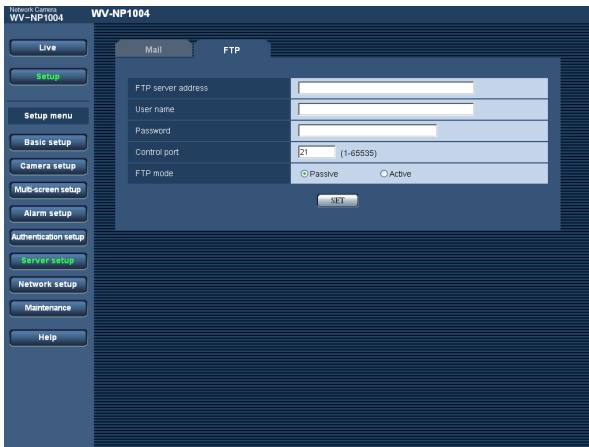 Network Camera
WV-NP1004
WV-NP1004
Live
Setup
Setup menu
Basic setup
Camera setup
Multi-screen setup
Alarm setup
Authentication setup
Server setup
Network setup
Maintenance
Help
Mail
FTP
FTP server address
User name
Password
Control port
21 (1-65535)
FTP mode
Passive Active
SET